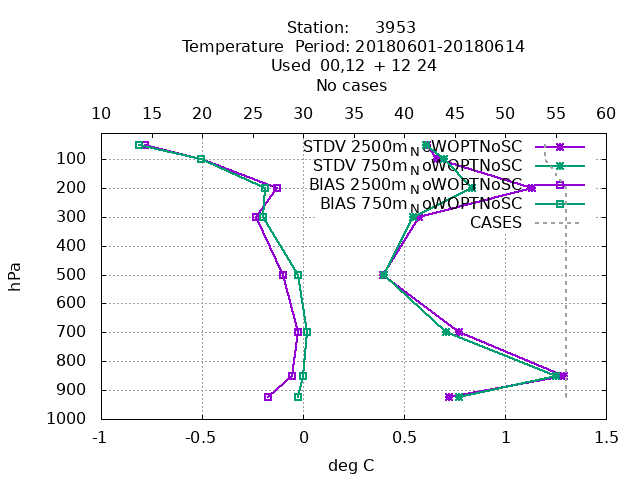 Station: 3953
Temperature Period: 20180601-20180614
Used 00,12 + 12 24
No cases
10 15 20 25 30 35 40 45 50 55 60
STDV 2500m_NoWOPTNoSC
STDV 750m_NoWOPTNoSC
BIAS 2500m_NoWOPTNoSC
BIAS 750m_NoWOPTNoSC
CASES
100
200
300
400
500
600
700
800
900
1000
hPa
-1 -0.5 0 0.5 1 1.5
deg C